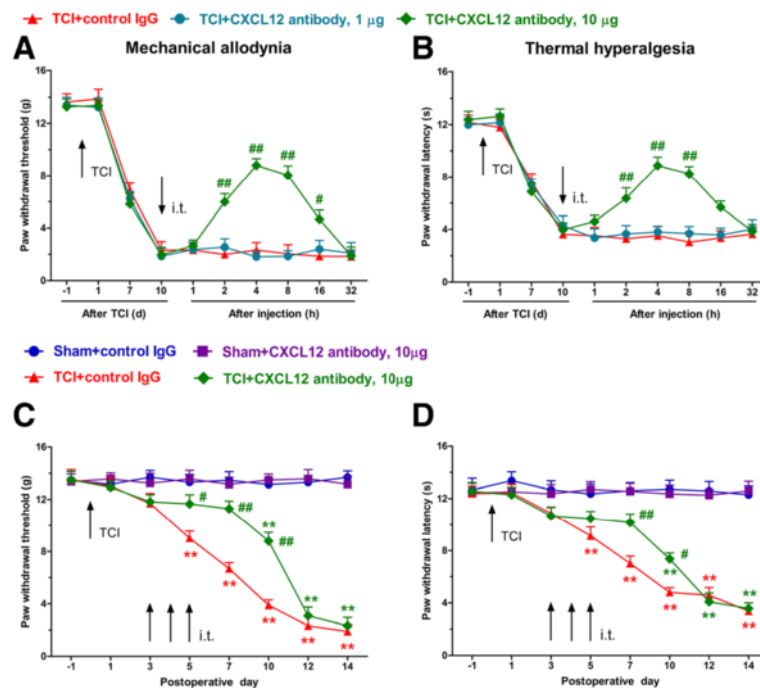 TCI+control IgG TCI+CXCL12 antibody, 1 μg TCI+CXCL12 antibody, 10 μg
A Mechanical allodynia
Paw withdrawal threshold (g)
16
12
8
4
0
TCI
i.t.
##
##
##
#
-1 1 7 10 1 2 4 8 16 32
After TCI (d) After injection (h)
B Thermal hyperalgesia
Paw withdrawal latency (s)
16
12
8
4
0
TCI
i.t.
##
##
##
-1 1 7 10 1 2 4 8 16 32
After TCI (d) After injection (h)
Sham+control IgG Sham+CXCL12 antibody, 10μg
TCI+control IgG TCI+CXCL12 antibody, 10μg
C
Paw withdrawal threshold (g)
16
12
8
4
0
TCI
i.t.
#
##
**
##
**
**
**
**
**
**
**
-1 1 3 5 7 10 12 14
Postoperative day
D
Paw withdrawal latency (s)
16
12
8
4
0
TCI
i.t.
##
#
**
**
**
**
**
**
**
**
-1 1 3 5 7 10 12 14
Postoperative day